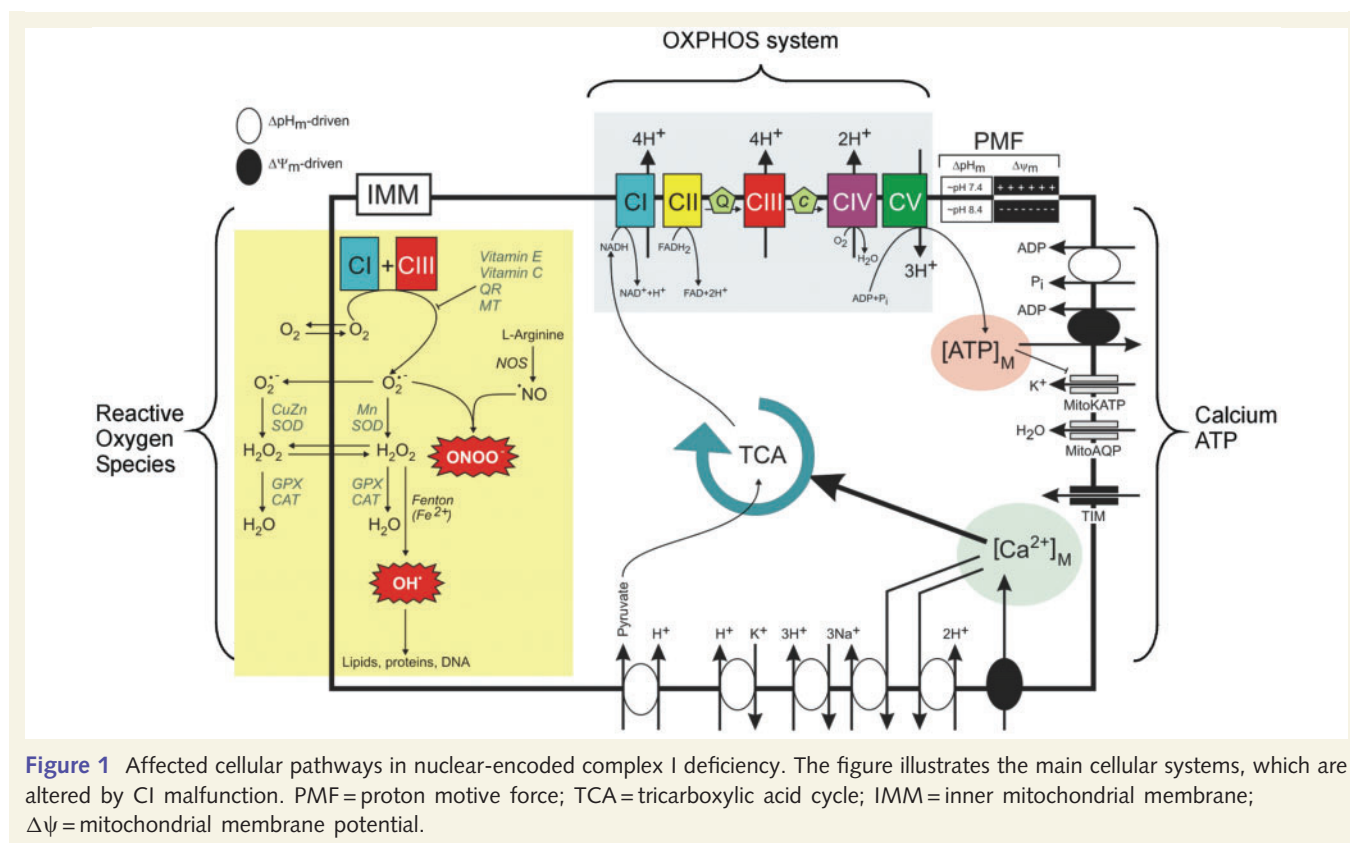 OXPHOS system
ΔpHm-driven
ΔΨm-driven
IMM
4H⁺
4H⁺
2H⁺
PMF
ΔpHm
Δψm
~pH 7.4
+ + + + + +
~pH 8.4
- - - - - - -
CI
CII
Q
CIII
c
CIV
CV
NADH
NAD⁺+H⁺
FADH₂
FAD+2H⁺
O₂
H₂O
ADP+Pi
3H⁺
Reactive
Oxygen
Species
CI
+
CIII
Vitamin E
Vitamin C
QR
MT
O₂
O₂
L-Arginine
NOS
O₂•-
O₂•-
•NO
CuZn
SOD
Mn
SOD
H₂O₂
H₂O₂
ONOO⁻
GPX
CAT
GPX
CAT
Fenton
(Fe²⁺)
H₂O
H₂O
OH•
Lipids, proteins, DNA
TCA
[ATP]M
[Ca²⁺]M
ADP
Pi
ADP
K⁺
MitoKATP
H₂O
MitoAQP
TIM
Calcium
ATP
Pyruvate
H⁺
H⁺
K⁺
3H⁺
3Na⁺
2H⁺
Figure 1 Affected cellular pathways in nuclear-encoded complex I deficiency. The figure illustrates the main cellular systems, which are
altered by CI malfunction. PMF = proton motive force; TCA = tricarboxylic acid cycle; IMM = inner mitochondrial membrane;
Δψ = mitochondrial membrane potential.